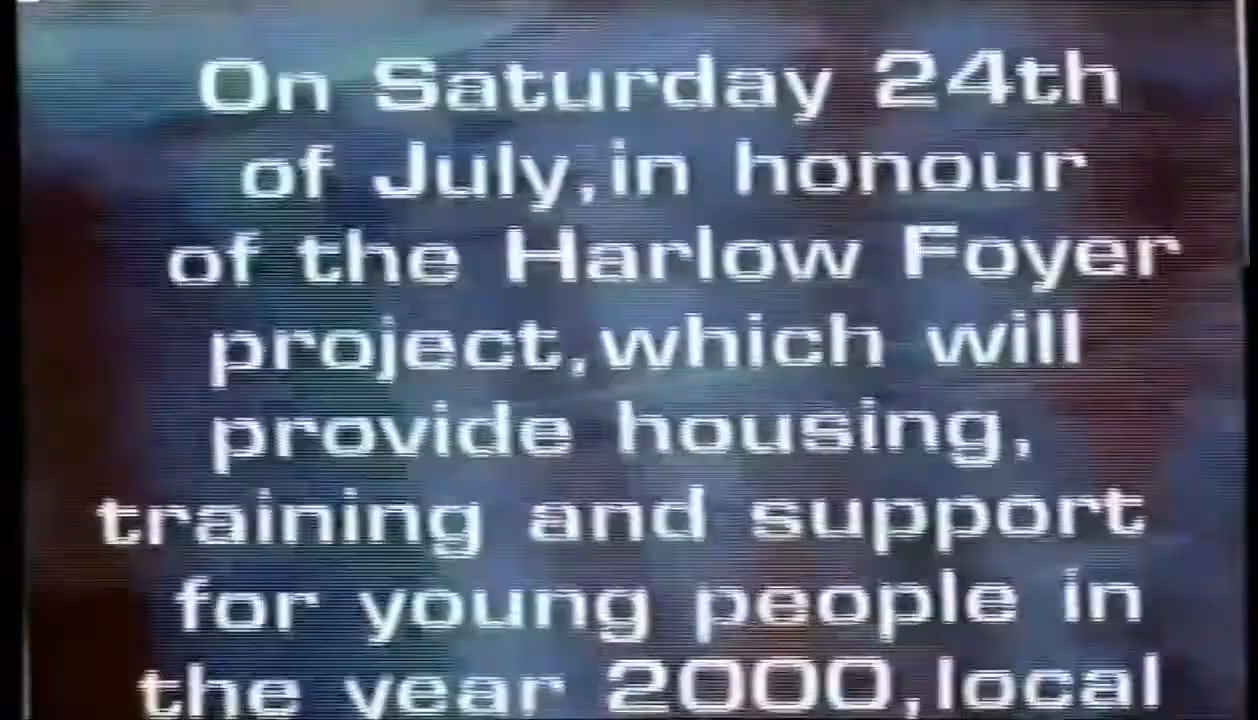 On Saturday 24th
of July,in honour
of the Harlow Foyer
project,which will
provide housing,
training and support
for young people in
the year 2000,local